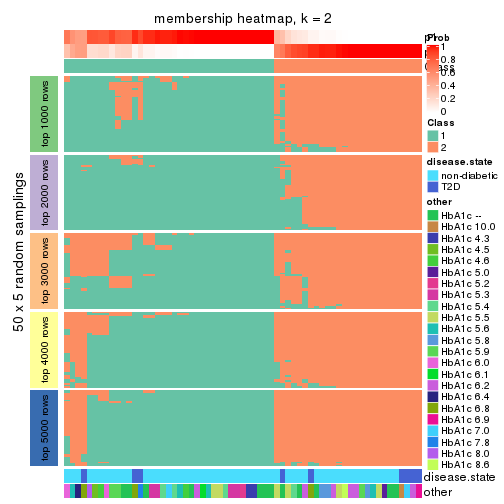 membership heatmap, k = 2
50 x 5 random samplings
top 1000 rows
top 2000 rows
top 3000 rows
top 4000 rows
top 5000 rows
disease.state
other
Prob
1
0.8
0.6
0.4
0.2
0
Class
1
2
disease.state
non-diabetic
T2D
other
HbA1c --
HbA1c 10.0
HbA1c 4.3
HbA1c 4.5
HbA1c 4.6
HbA1c 5.0
HbA1c 5.2
HbA1c 5.3
HbA1c 5.4
HbA1c 5.5
HbA1c 5.6
HbA1c 5.8
HbA1c 5.9
HbA1c 6.0
HbA1c 6.1
HbA1c 6.2
HbA1c 6.4
HbA1c 6.8
HbA1c 6.9
HbA1c 7.0
HbA1c 7.8
HbA1c 8.0
HbA1c 8.6